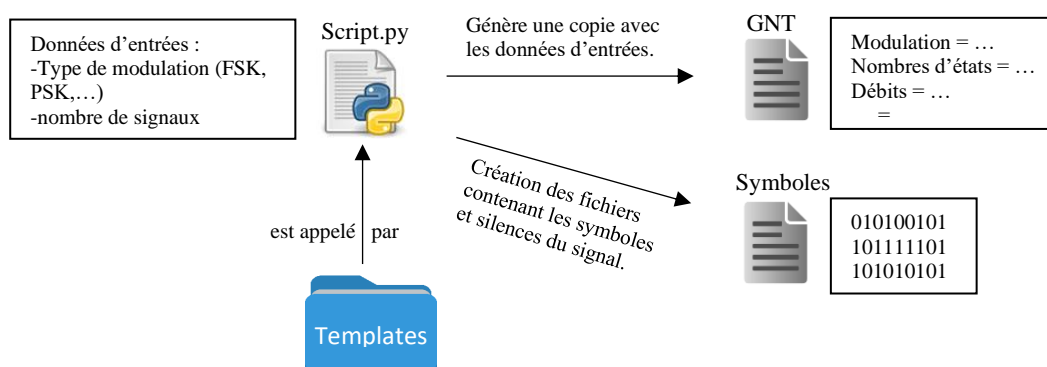 Données d'entrées :
-Type de modulation (FSK,
PSK,…)
-nombre de signaux
Script.py
Génère une copie avec
les données d'entrées.
GNT
Modulation = …
Nombres d'états = …
Débits = …
=
Création des fichiers
contenant les symboles
et silences du signal.
Symboles
010100101
101111101
101010101
est appelé par
Templates